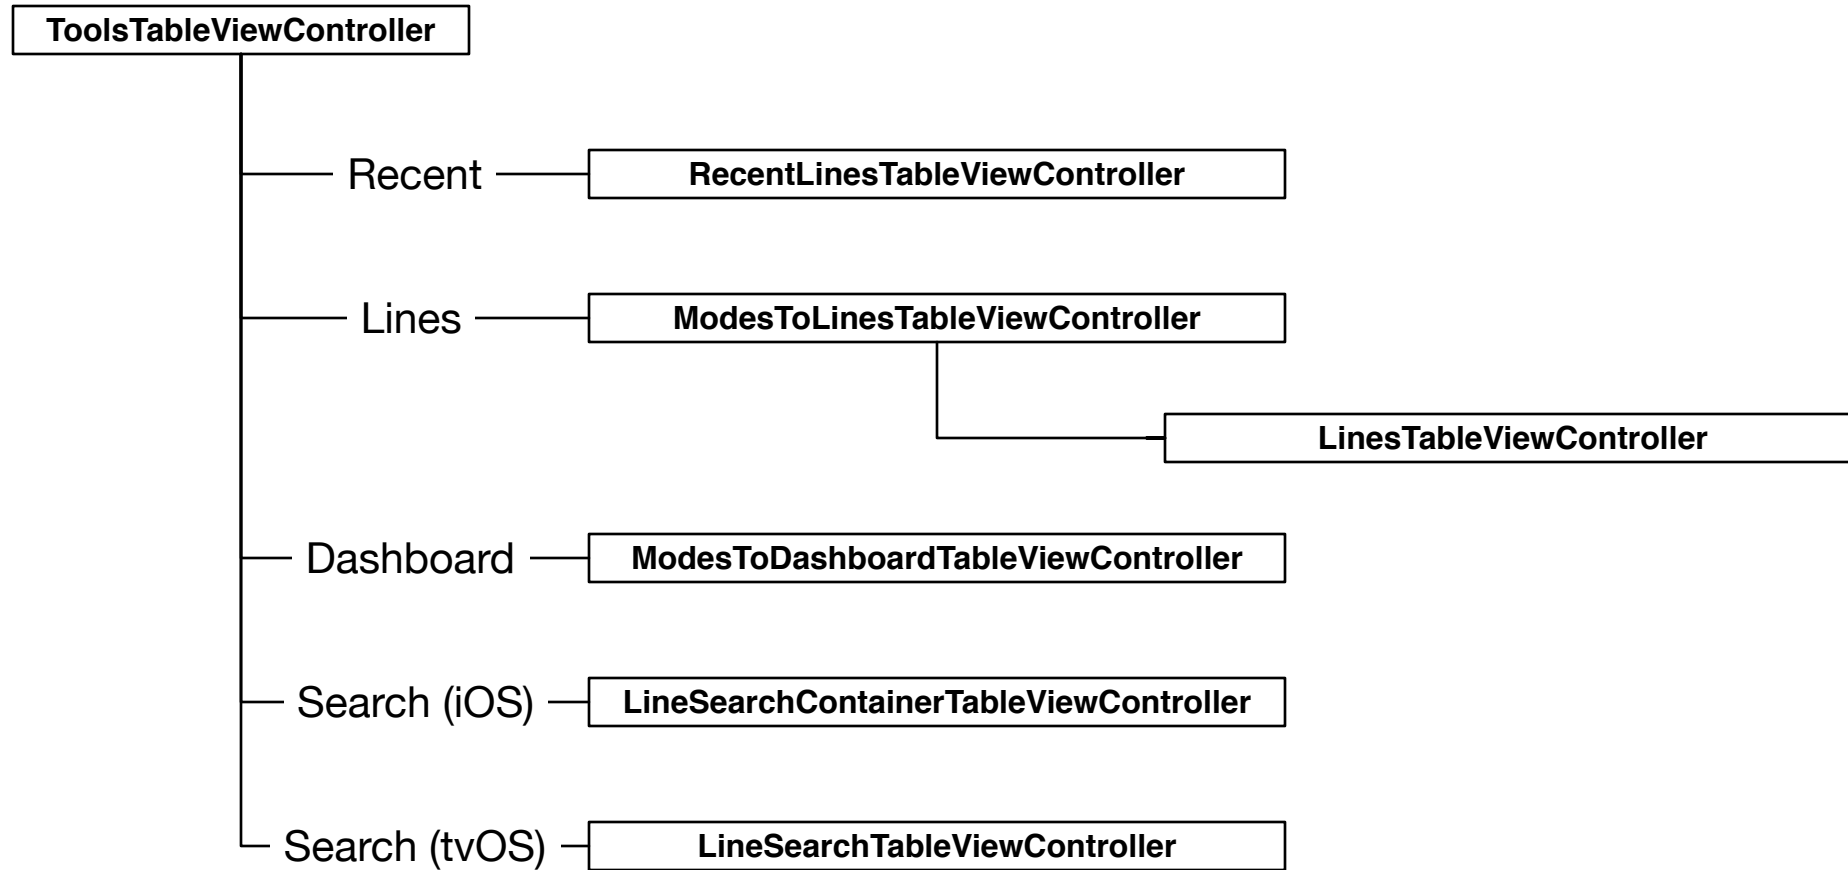 ToolsTableViewController
Recent
RecentLinesTableViewController
Lines
ModesToLinesTableViewController
LinesTableViewController
Dashboard
ModesToDashboardTableViewController
Search (iOS)
LineSearchContainerTableViewController
Search (tvOS)
LineSearchTableViewController